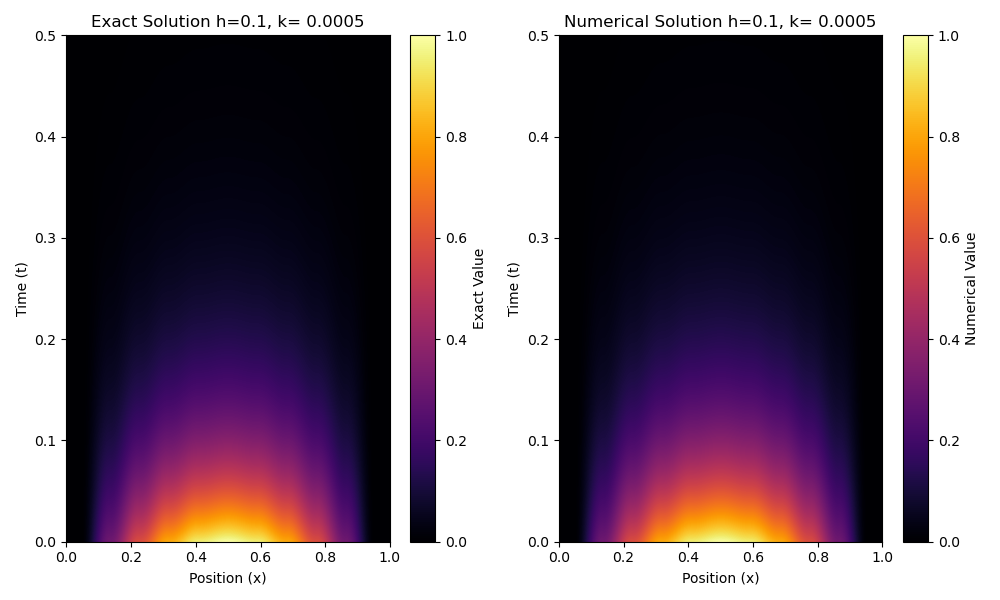 Exact Solution h=0.1, k= 0.0005
0.5
0.4
0.3
0.2
0.1
0.0
Time (t)
0.0 0.2 0.4 0.6 0.8 1.0
Position (x)
1.0
0.8
0.6
0.4
0.2
0.0
Exact Value
Numerical Solution h=0.1, k= 0.0005
0.5
0.4
0.3
0.2
0.1
0.0
Time (t)
0.0 0.2 0.4 0.6 0.8 1.0
Position (x)
1.0
0.8
0.6
0.4
0.2
0.0
Numerical Value